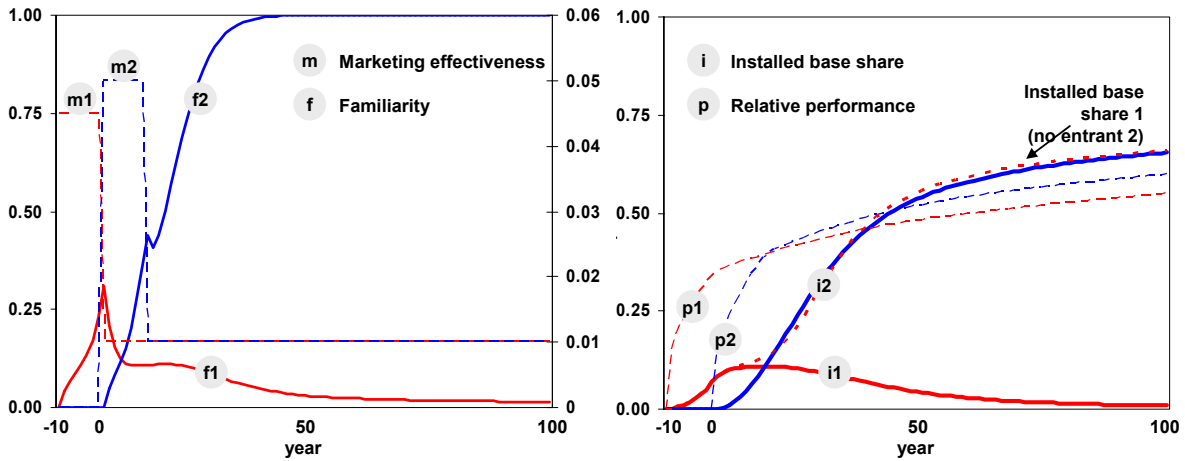 1.00
0.75
0.50
0.25
0.00
-10
0
50
100
year
0.06
0.05
0.04
0.03
0.02
0.01
0
m1
m2
f2
f1
m Marketing effectiveness
f Familiarity
1.00
0.75
0.50
0.25
0.00
-10
0
50
100
year
i Installed base share
p Relative performance
Installed base
share 1
(no entrant 2)
p1
p2
i2
i1